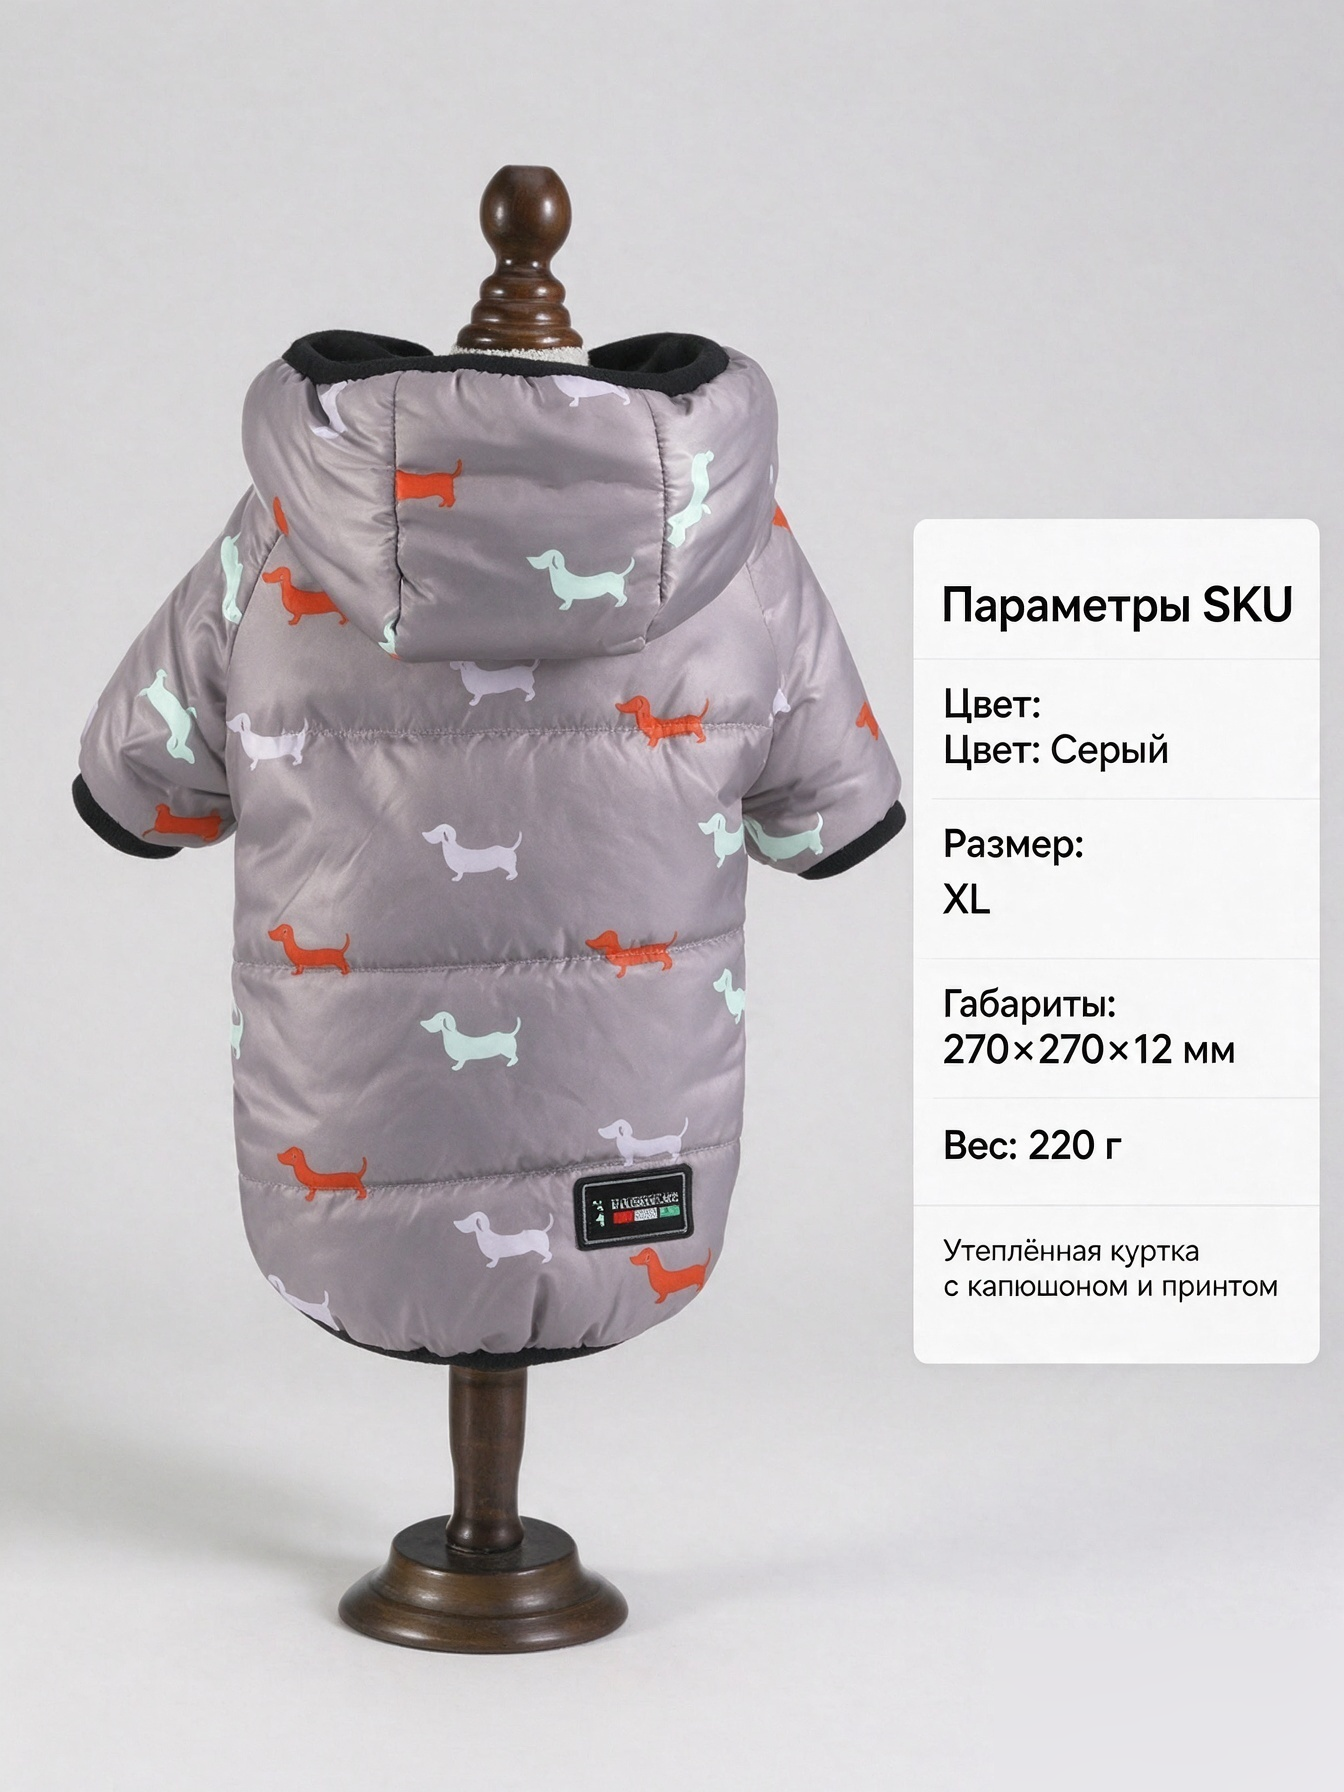 Параметры SKU
Цвет:
Цвет: Серый
Размер:
XL
Габариты:
270×270×12 мм
Вес: 220 г
Утеплённая куртка
с капюшоном и принтом